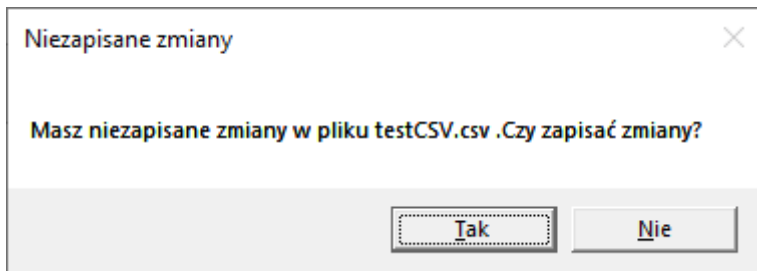 Niezapisane zmiany
Masz niezapisane zmiany w pliku testCSV.csv .Czy zapisać zmiany?
Tak Nie